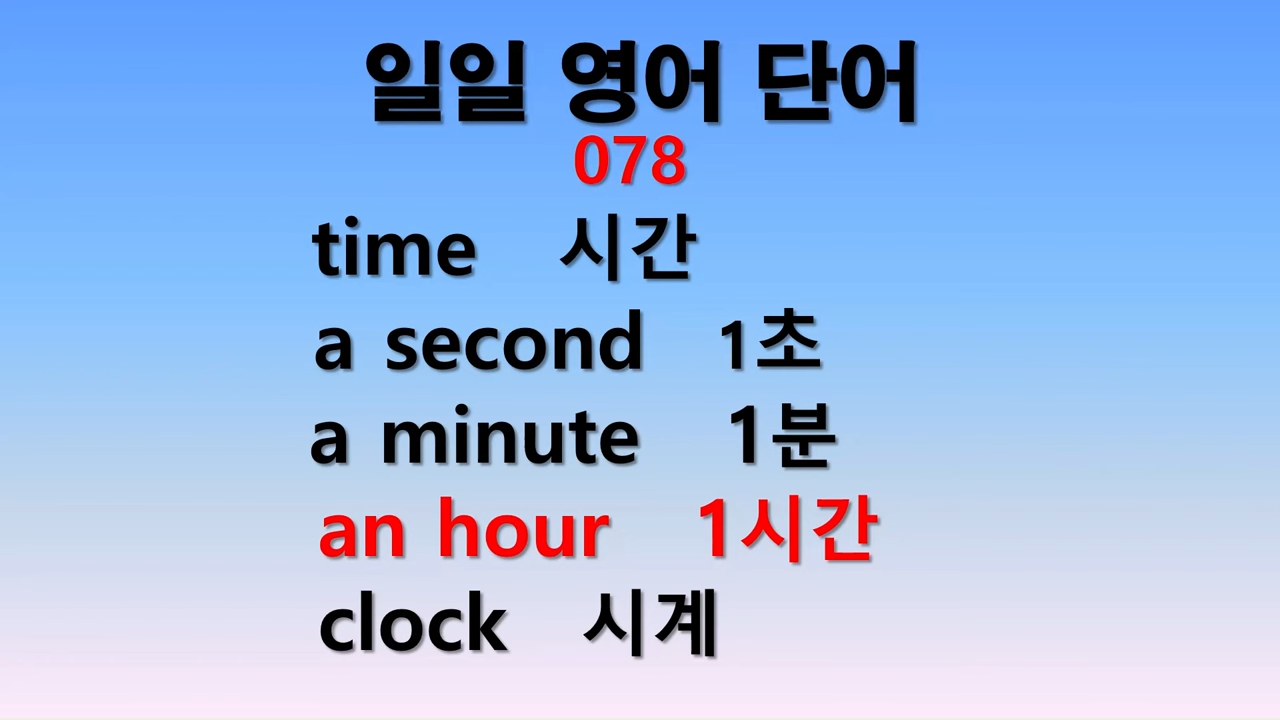 일일 영어 단어
078
time 시간
a second 1초
a minute 1분
an hour 1시간
clock 시계